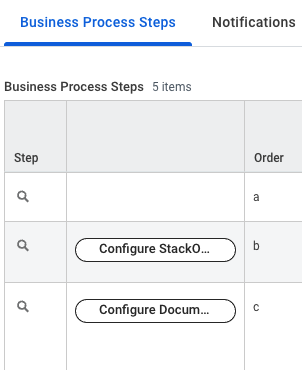 Business Process Steps Notifications
Business Process Steps 5 items
Step Order
a
Configure StackO... b
Configure Docum... c